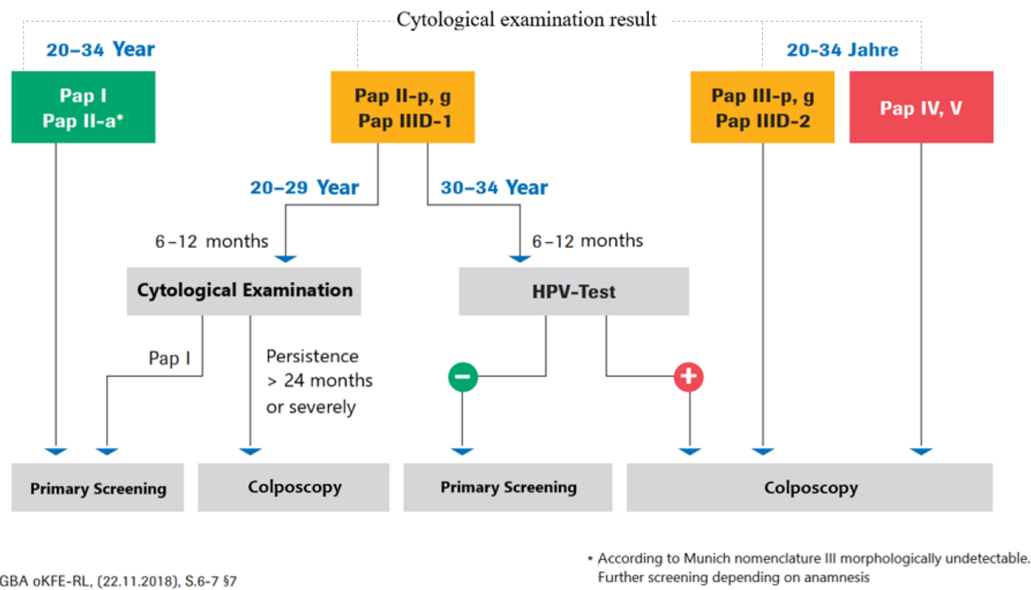 Cytological examination result
20–34 Year
20-34 Jahre
Pap I
Pap II-a*
Pap II-p, g
Pap IIID-1
Pap III-p, g
Pap IIID-2
Pap IV, V
20–29 Year
30–34 Year
6–12 months
6–12 months
Cytological Examination
HPV-Test
Pap I
Persistence
> 24 months
or severely
−
+
Primary Screening
Colposcopy
Primary Screening
Colposcopy
* According to Munich nomenclature III morphologically undetectable.
Further screening depending on anamnesis
GBA oKFE-RL, (22.11.2018), S.6-7 §7